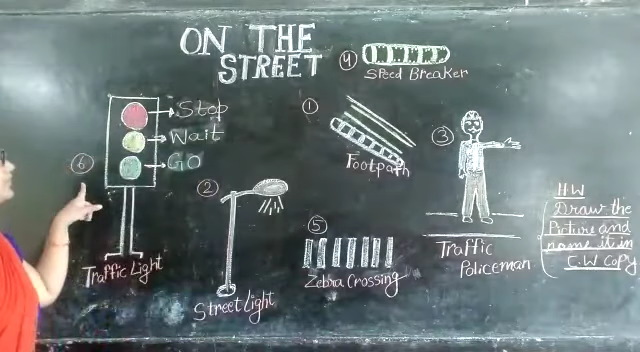 ON THE
STREET
4
Speed Breaker
1
Footpath
3
Traffic
Policeman
6
Stop
Wait
GO
Traffic Light
2
Street Light
5
Zebra Crossing
H.W
Draw the
Picture and
name it in
C.W Copy